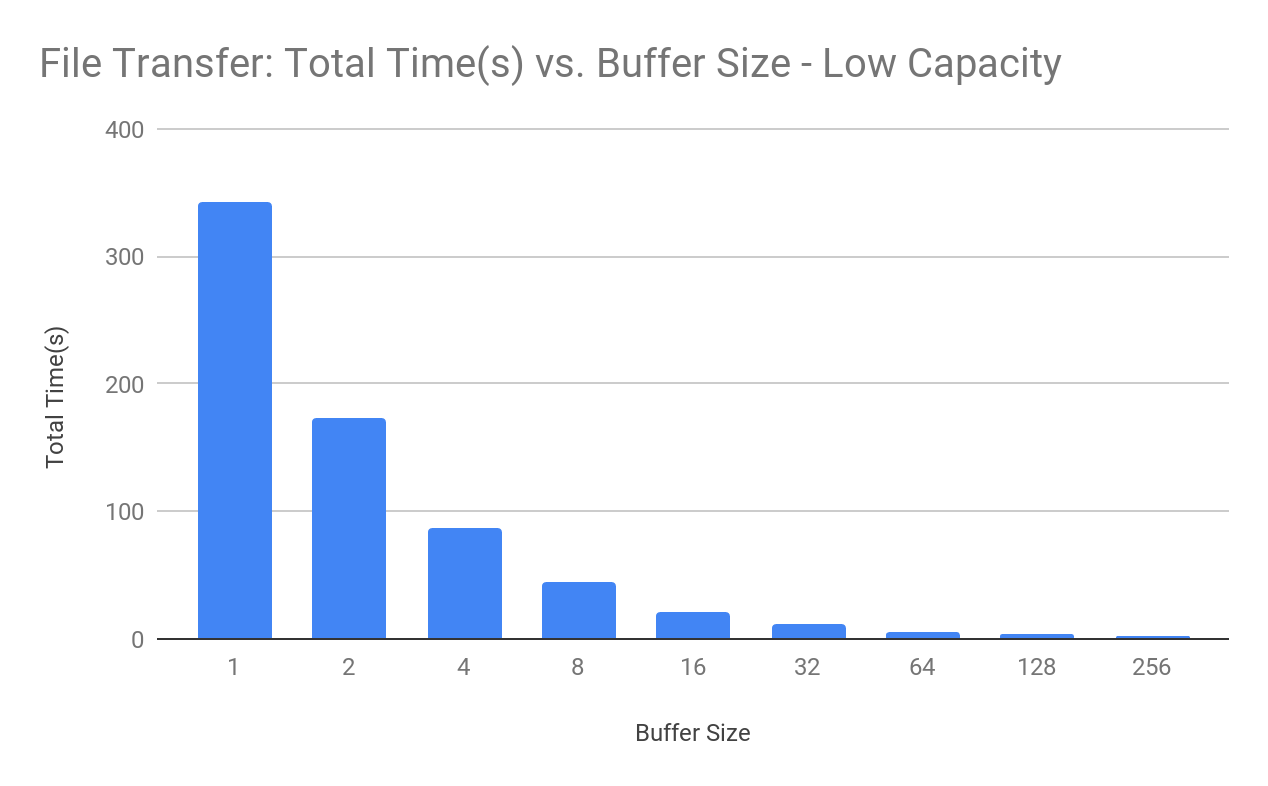 File Transfer: Total Time(s) vs. Buffer Size - Low Capacity
400
300
200
100
0
Total Time(s)
1 2 4 8 16 32 64 128 256
Buffer Size